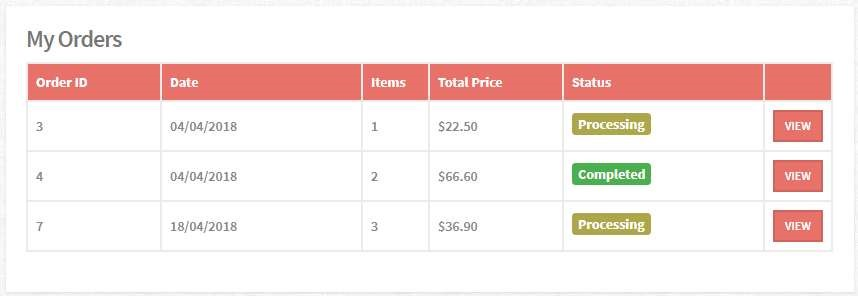 My Orders
Order ID Date Items Total Price Status
3 04/04/2018 1 $22.50 Processing VIEW
4 04/04/2018 2 $66.60 Completed VIEW
7 18/04/2018 3 $36.90 Processing VIEW